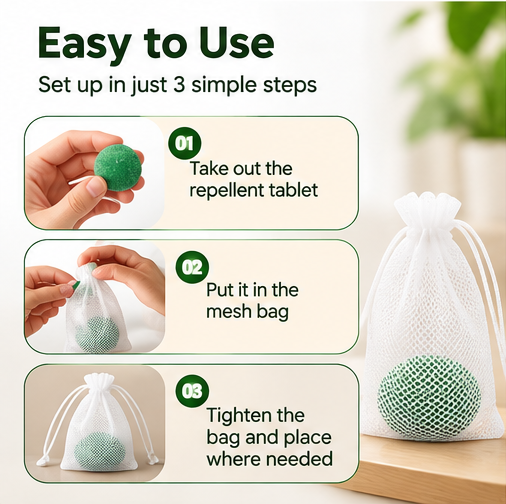 Easy to Use
Set up in just 3 simple steps
01
Take out the
repellent tablet
02
Put it in the
mesh bag
03
Tighten the
bag and place
where needed